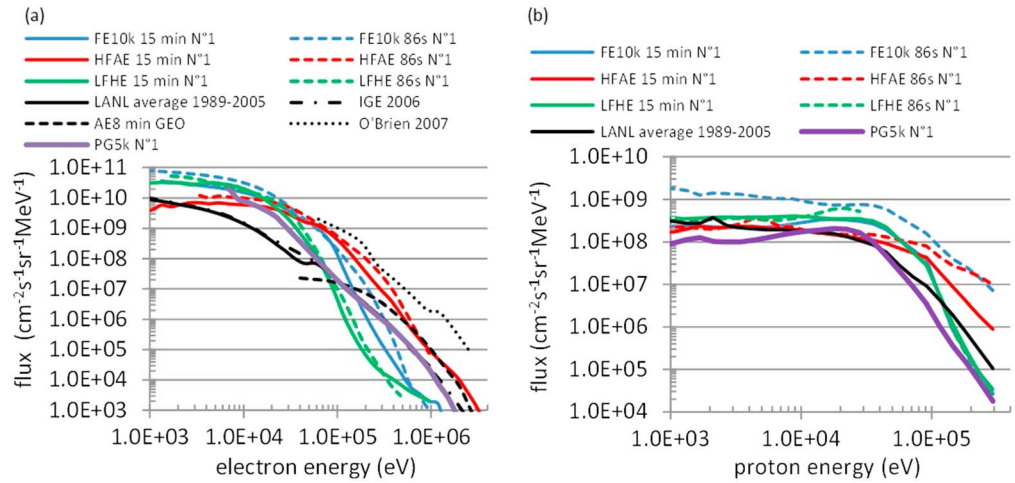 (a)
FE10k 15 min N°1
FE10k 86s N°1
HFAE 15 min N°1
HFAE 86s N°1
LFHE 15 min N°1
LFHE 86s N°1
LANL average 1989-2005
IGE 2006
AE8 min GEO
O'Brien 2007
PG5k N°1
1.0E+11
1.0E+10
1.0E+09
1.0E+08
1.0E+07
1.0E+06
1.0E+05
1.0E+04
1.0E+03
flux (cm⁻²s⁻¹sr⁻¹MeV⁻¹)
1.0E+03 1.0E+04 1.0E+05 1.0E+06
electron energy (eV)
(b)
FE10k 15 min N°1
FE10k 86s N°1
HFAE 15 min N°1
HFAE 86s N°1
LFHE 15 min N°1
LFHE 86s N°1
LANL average 1989-2005
PG5k N°1
1.0E+10
1.0E+09
1.0E+08
1.0E+07
1.0E+06
1.0E+05
1.0E+04
flux (cm⁻²s⁻¹sr⁻¹MeV⁻¹)
1.0E+03 1.0E+04 1.0E+05
proton energy (eV)